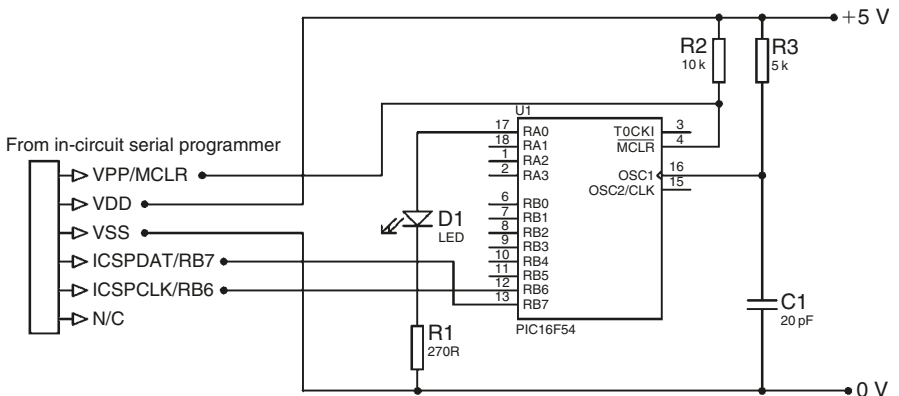 +5 V
R2
10 k
R3
5 k
From in-circuit serial programmer
VPP/MCLR
VDD
VSS
ICSPDAT/RB7
ICSPCLK/RB6
N/C
D1
LED
R1
270R
U1
17 RA0
18 RA1
1 RA2
2 RA3
6 RB0
7 RB1
8 RB2
9 RB3
10 RB4
11 RB5
12 RB6
13 RB7
T0CKI 3
MCLR 4
OSC1 16
OSC2/CLK 15
PIC16F54
C1
20 pF
0 V